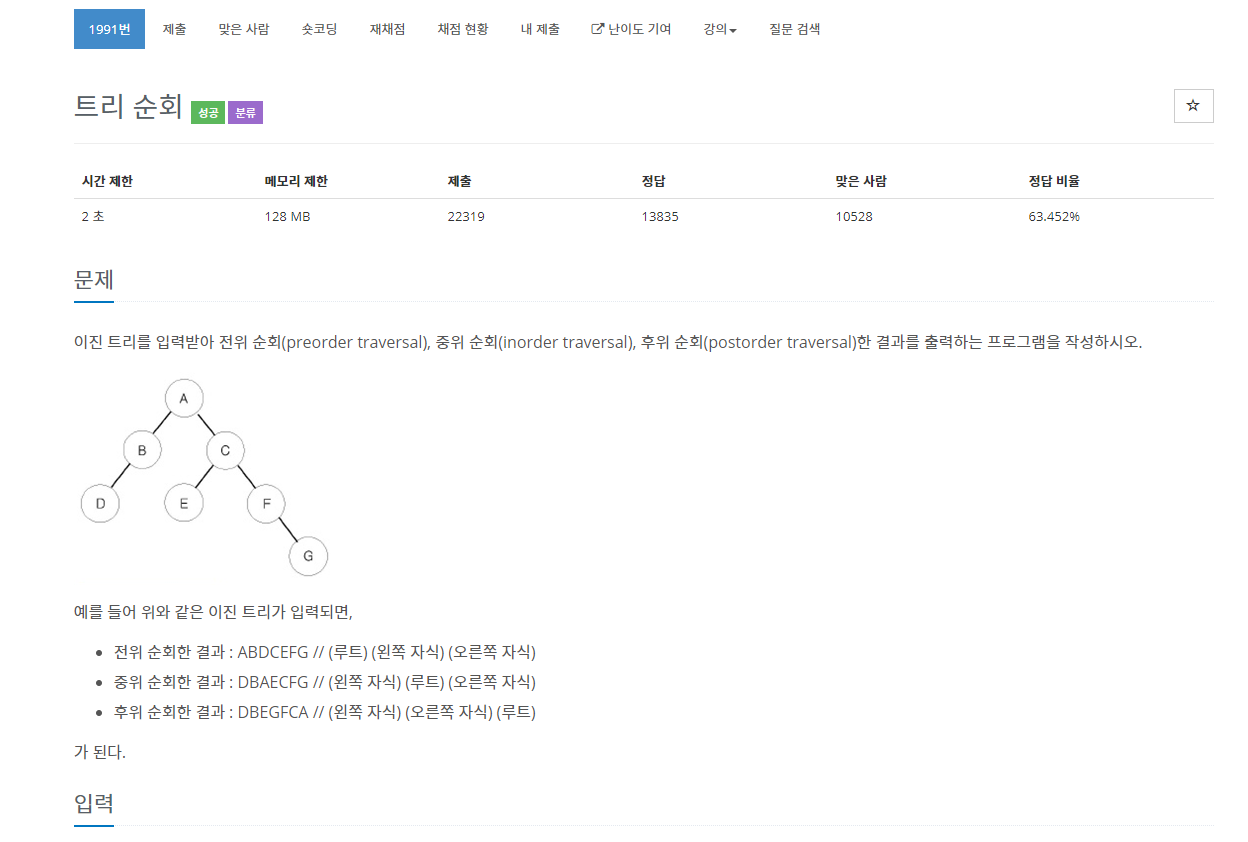 1991번 제출 맞은 사람 숏코딩 재채점 채점 현황 내 제출 난이도 기여 강의 질문 검색
트리 순회 성공 분류
시간 제한 메모리 제한 제출 정답 맞은 사람 정답 비율
2 초 128 MB 22319 13835 10528 63.452%
문제
이진 트리를 입력받아 전위 순회(preorder traversal), 중위 순회(inorder traversal), 후위 순회(postorder traversal)한 결과를 출력하는 프로그램을 작성하시오.
A
B C
D E F
G
예를 들어 위와 같은 이진 트리가 입력되면,
전위 순회한 결과 : ABDCEFG // (루트) (왼쪽 자식) (오른쪽 자식)
중위 순회한 결과 : DBAECFG // (왼쪽 자식) (루트) (오른쪽 자식)
후위 순회한 결과 : DBEGFCA // (왼쪽 자식) (오른쪽 자식) (루트)
가 된다.
입력